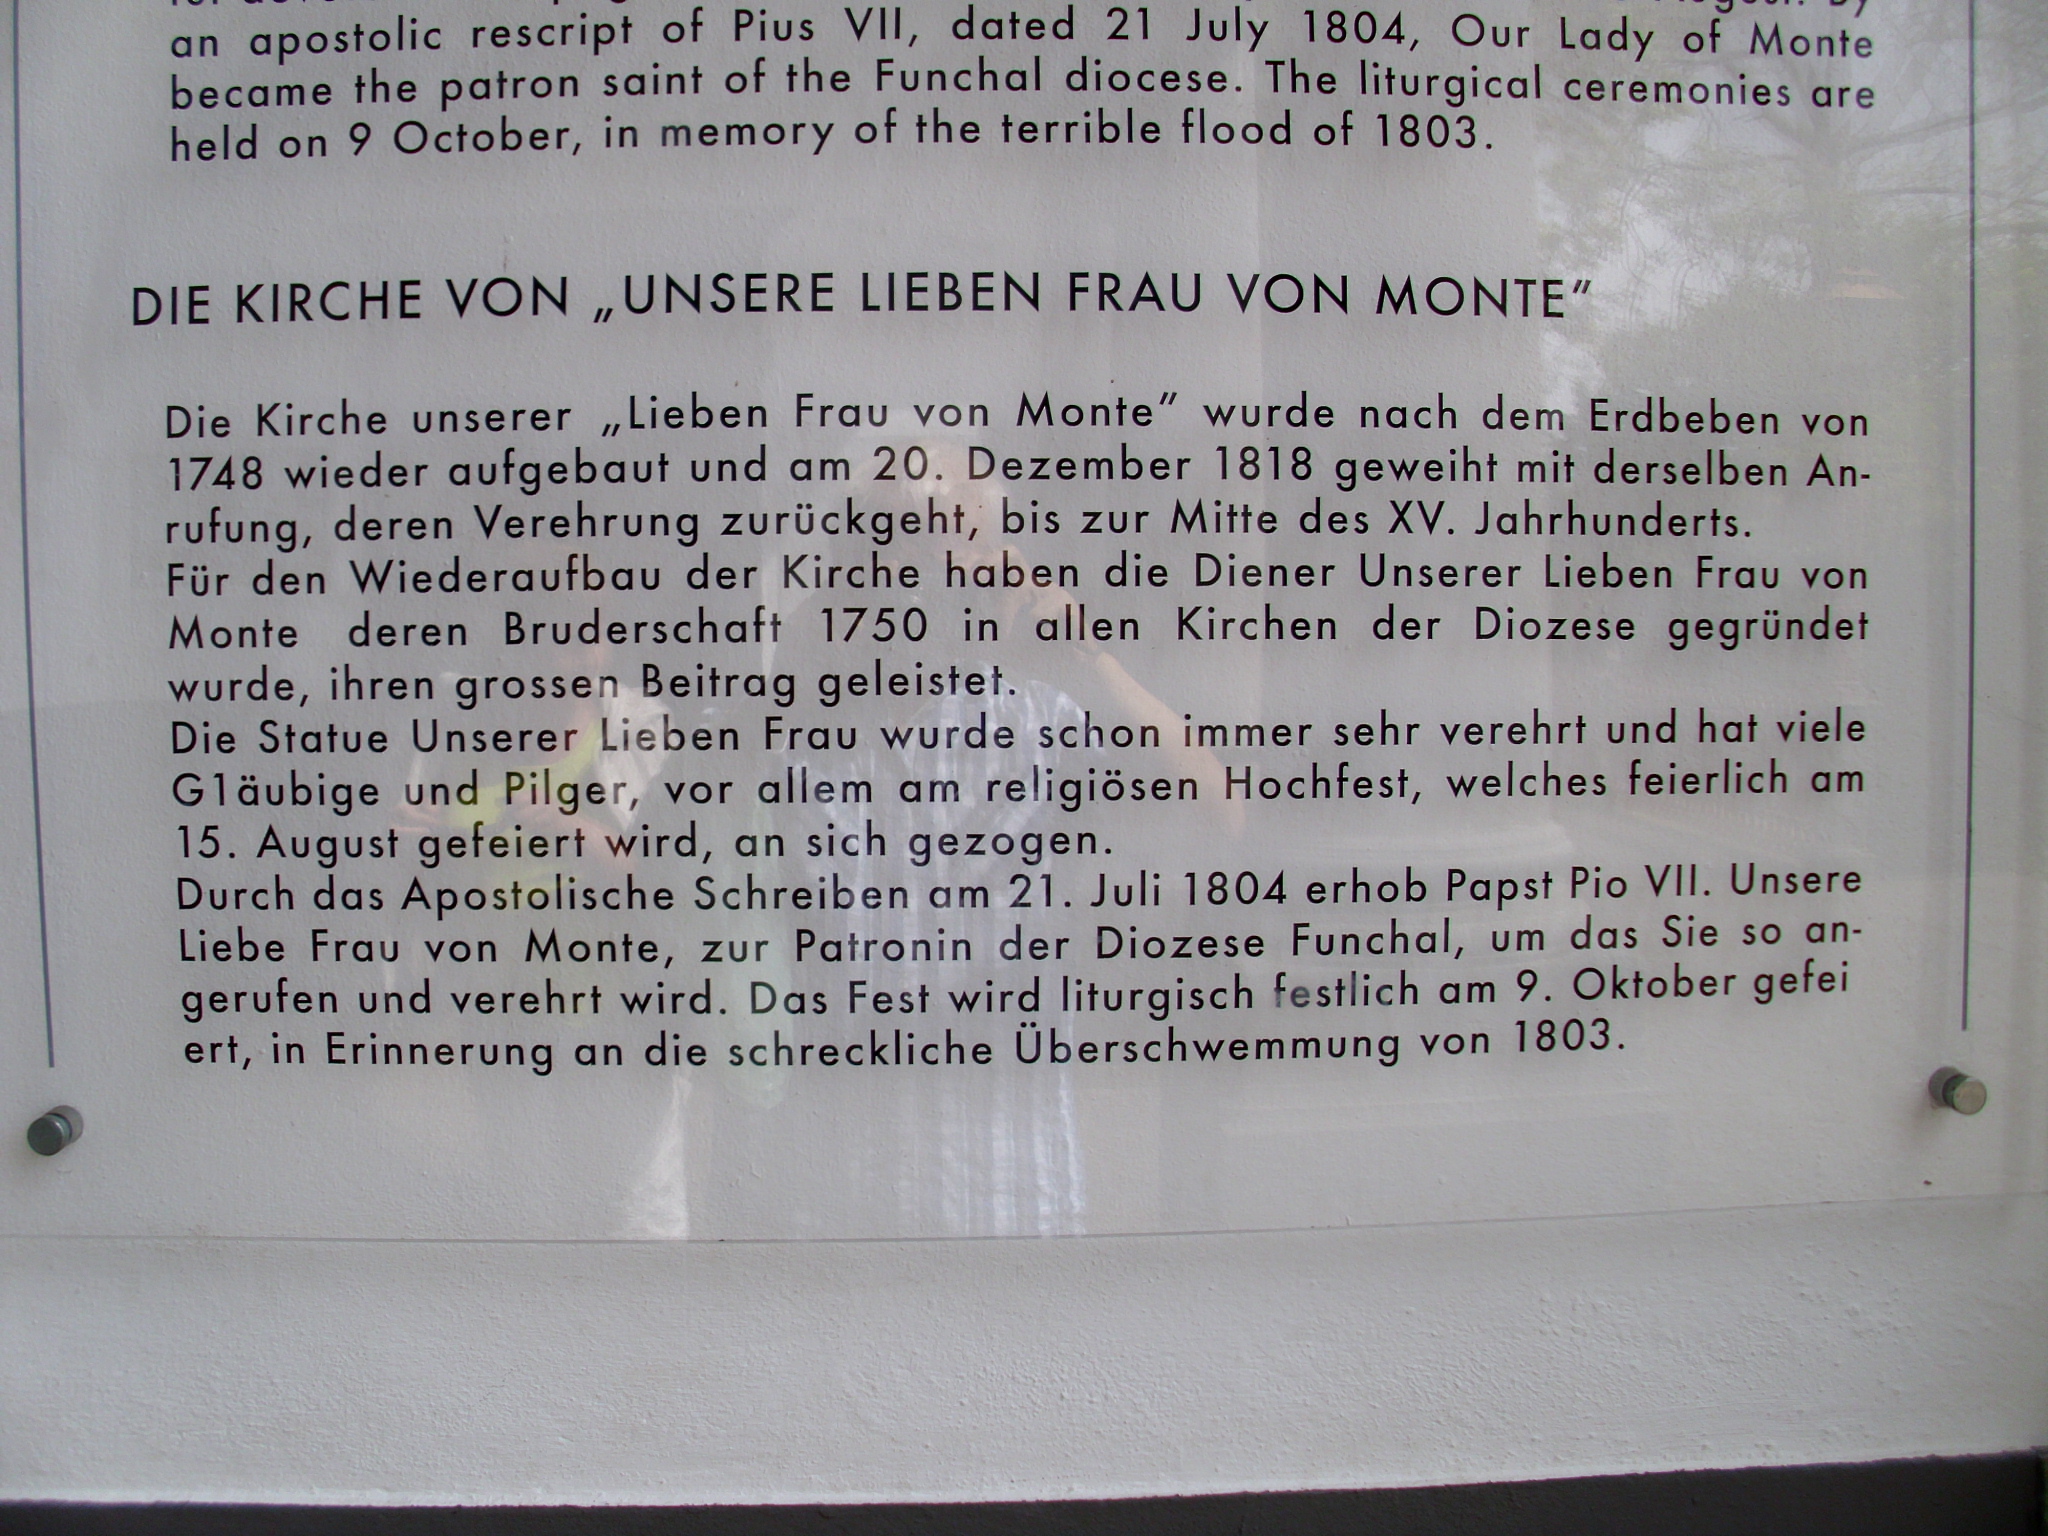 an apostolic rescript of Pius VII, dated 21 July 1804, Our Lady of Monte
became the patron saint of the Funchal diocese. The liturgical ceremonies are
held on 9 October, in memory of the terrible flood of 1803.
DIE KIRCHE VON „UNSERE LIEBEN FRAU VON MONTE”
Die Kirche unserer „Lieben Frau von Monte” wurde nach dem Erdbeben von
1748 wieder aufgebaut und am 20. Dezember 1818 geweiht mit derselben An-
rufung, deren Verehrung zurückgeht, bis zur Mitte des XV. Jahrhunderts.
Für den Wiederaufbau der Kirche haben die Diener Unserer Lieben Frau von
Monte deren Bruderschaft 1750 in allen Kirchen der Diozese gegründet
wurde, ihren grossen Beitrag geleistet.
Die Statue Unserer Lieben Frau wurde schon immer sehr verehrt und hat viele
G1äubige und Pilger, vor allem am religiösen Hochfest, welches feierlich am
15. August gefeiert wird, an sich gezogen.
Durch das Apostolische Schreiben am 21. Juli 1804 erhob Papst Pio VII. Unsere
Liebe Frau von Monte, zur Patronin der Diozese Funchal, um das Sie so an-
gerufen und verehrt wird. Das Fest wird liturgisch festlich am 9. Oktober gefei
ert, in Erinnerung an die schreckliche Überschwemmung von 1803.